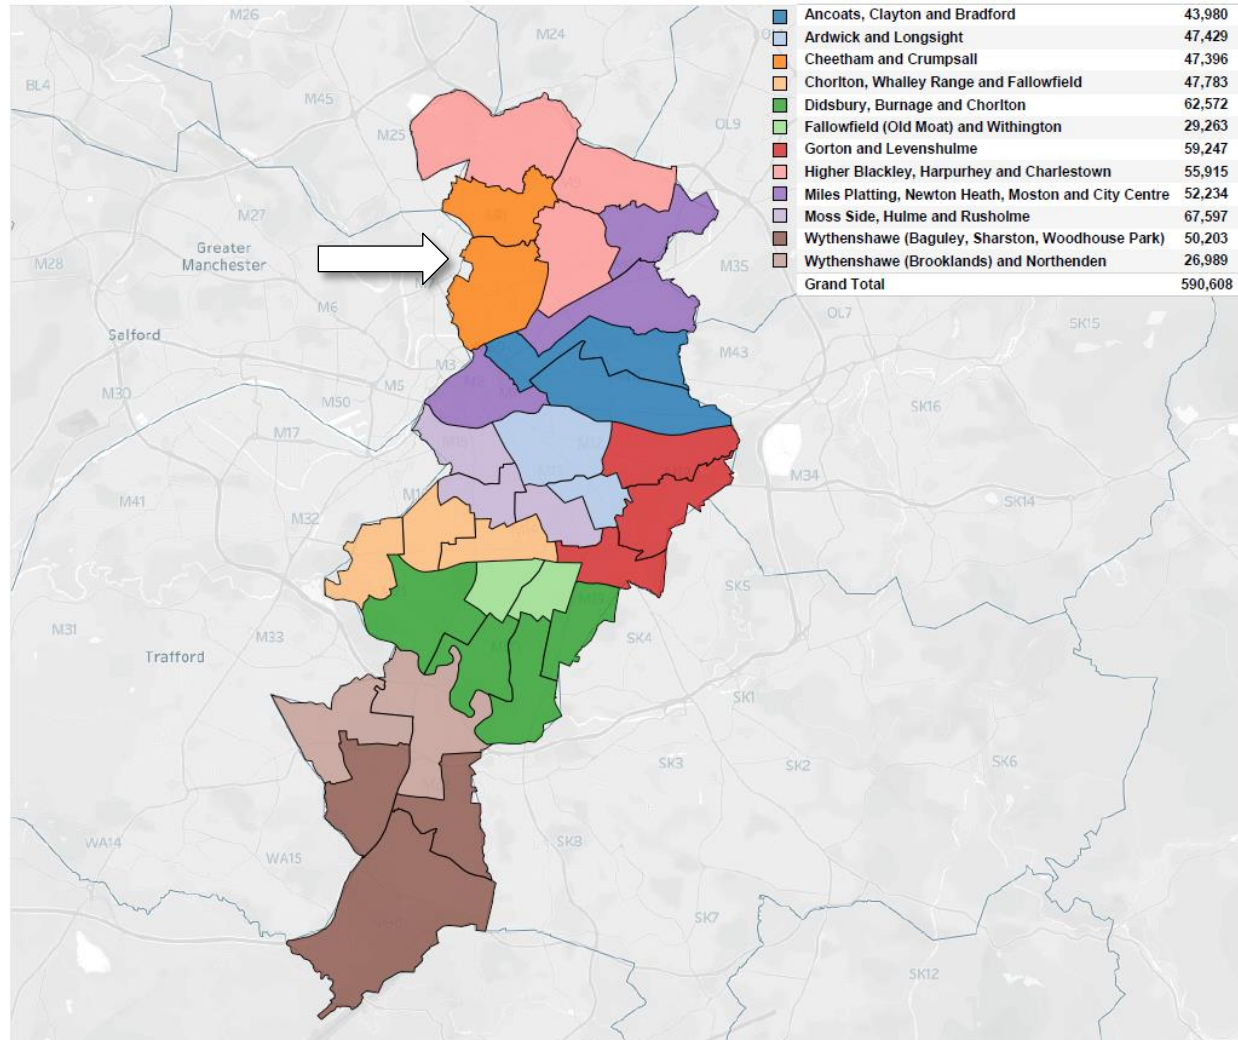 Ancoats, Clayton and Bradford 43,980
Ardwick and Longsight 47,429
Cheetham and Crumpsall 47,396
Chorlton, Whalley Range and Fallowfield 47,783
Didsbury, Burnage and Chorlton 62,572
Fallowfield (Old Moat) and Withington 29,263
Gorton and Levenshulme 59,247
Higher Blackley, Harpurhey and Charlestown 55,915
Miles Platting, Newton Heath, Moston and City Centre 52,234
Moss Side, Hulme and Rusholme 67,597
Wythenshawe (Baguley, Sharston, Woodhouse Park) 50,203
Wythenshawe (Brooklands) and Northenden 26,989
Grand Total 590,608
M26
M24
BL4
M45
M25
OL9
M27
Greater
Manchester
M28
M35
M6
OL7
SK15
Salford
M3
M43
M5
M30
M50
SK16
M17
M34
M41
M32
SK14
SK5
M31
M33
SK4
Trafford
SK1
SK3
SK2
SK6
WA14
WA15
SK8
SK7
SK12